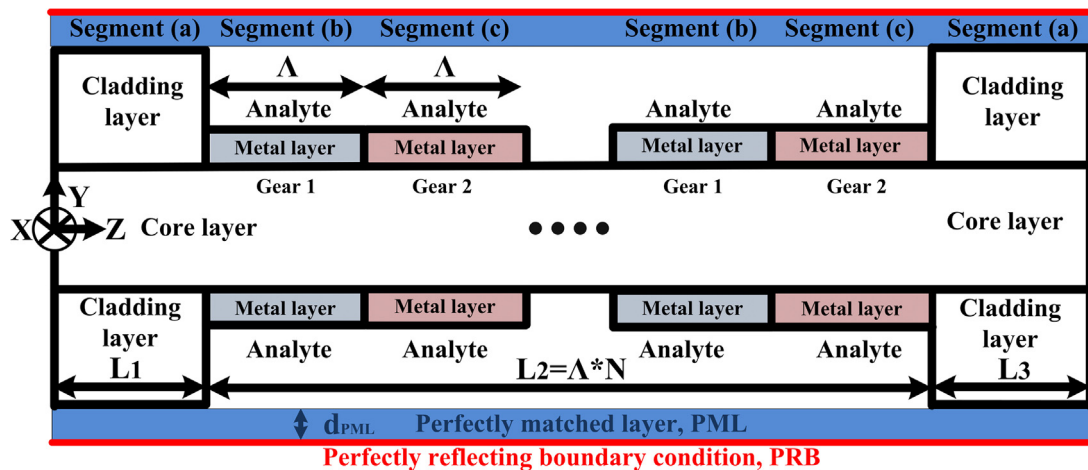 Segment (a) Segment (b) Segment (c) Segment (b) Segment (c) Segment (a)
Λ Λ
Cladding layer
Analyte Analyte
Analyte Analyte
Cladding layer
Metal layer Metal layer Metal layer Metal layer
Gear 1 Gear 2 Gear 1 Gear 2
Y
X Z Core layer
Core layer
Cladding layer
Metal layer Metal layer Metal layer Metal layer
Cladding layer
Analyte Analyte Analyte Analyte
L1 L2=Λ*N L3
dPML Perfectly matched layer, PML
Perfectly reflecting boundary condition, PRB